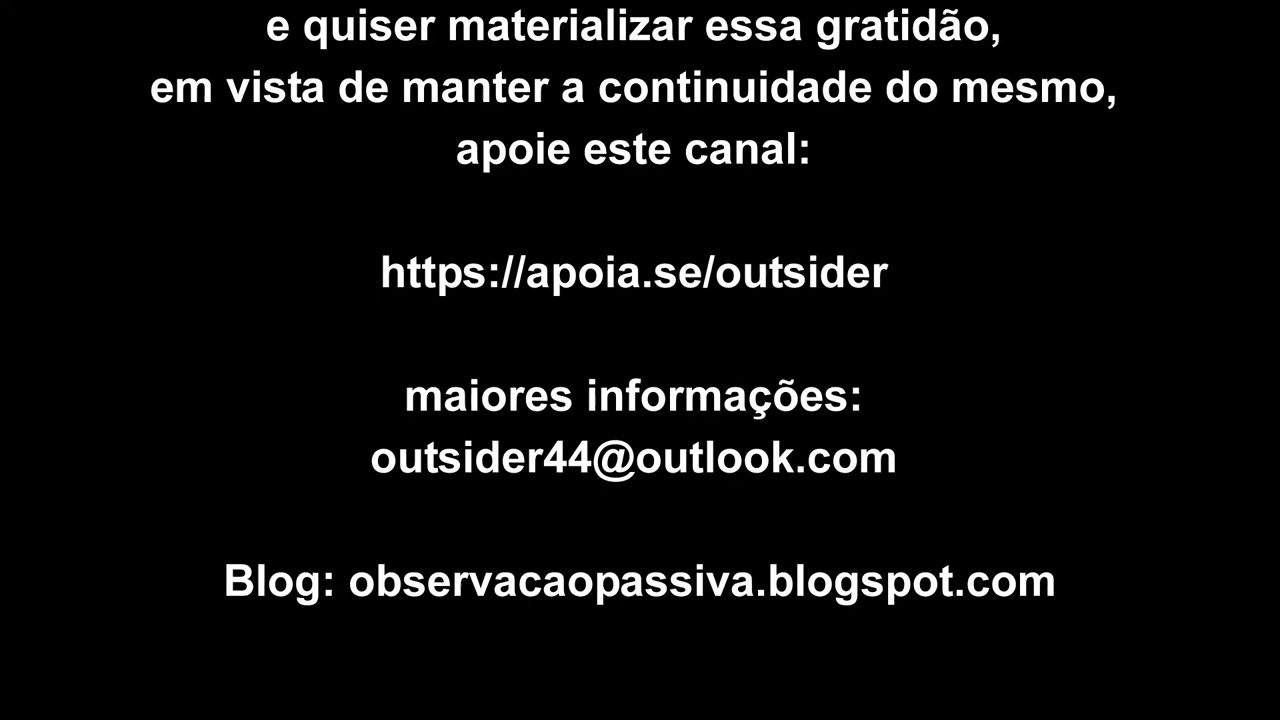 e quiser materializar essa gratidão,
em vista de manter a continuidade do mesmo,
apoie este canal:
https://apoia.se/outsider
maiores informações:
outsider44@outlook.com
Blog: observacaopassiva.blogspot.com